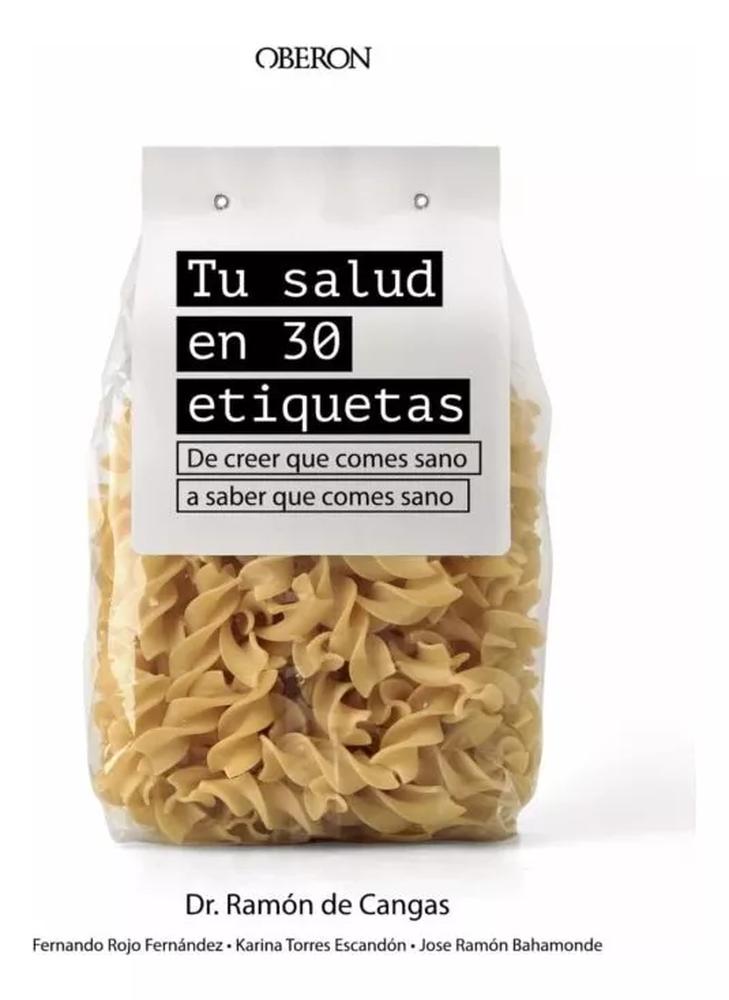 OBERON
Tu salud
en 30
etiquetas
De creer que comes sano
a saber que comes sano
Dr. Ramón de Cangas
Fernando Rojo Fernández • Karina Torres Escandón • Jose Ramón Bahamonde